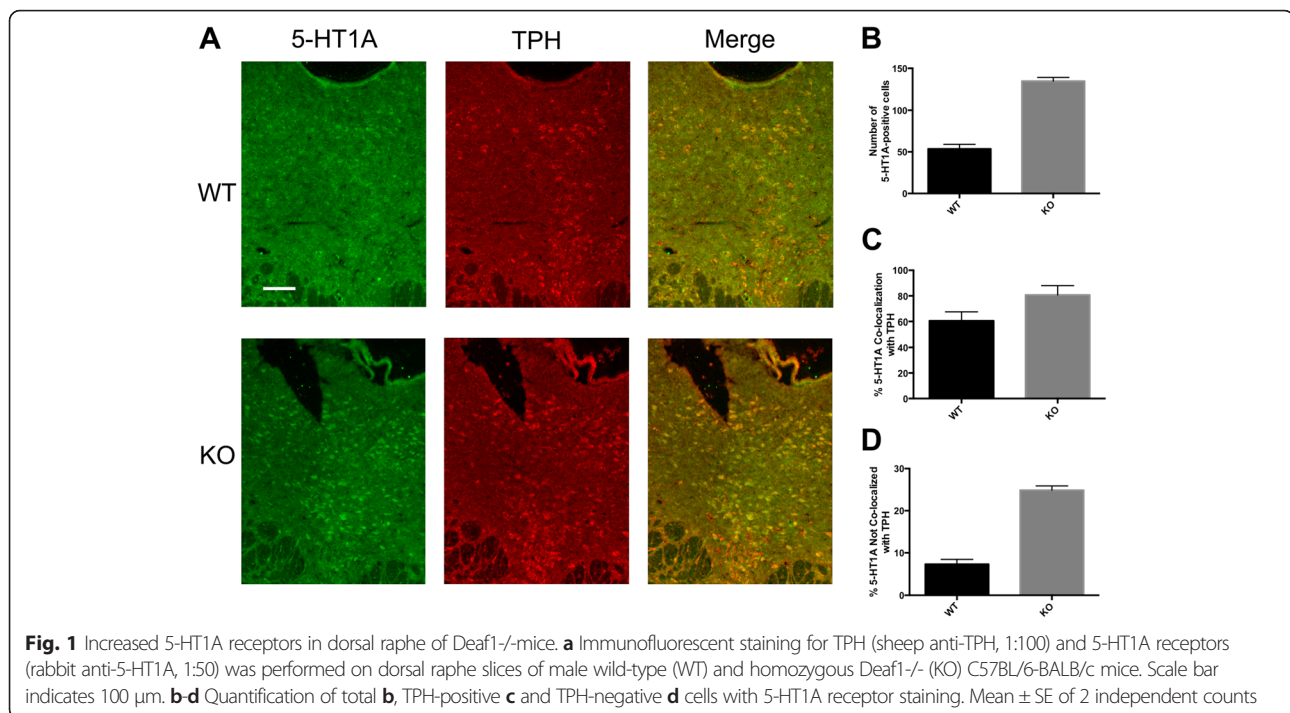 A
5-HT1A
TPH
Merge
WT
KO
B
Number of
5-HT1A-positive cells
150
100
50
0
WT
KO
C
% 5-HT1A Co-localization
with TPH
100
80
60
40
20
0
WT
KO
D
% 5-HT1A Not Co-localized
with TPH
30
20
10
0
WT
KO
Fig. 1 Increased 5-HT1A receptors in dorsal raphe of Deaf1-/-mice. a Immunofluorescent staining for TPH (sheep anti-TPH, 1:100) and 5-HT1A receptors
(rabbit anti-5-HT1A, 1:50) was performed on dorsal raphe slices of male wild-type (WT) and homozygous Deaf1-/- (KO) C57BL/6-BALB/c mice. Scale bar
indicates 100 μm. b-d Quantification of total b, TPH-positive c and TPH-negative d cells with 5-HT1A receptor staining. Mean ± SE of 2 independent counts